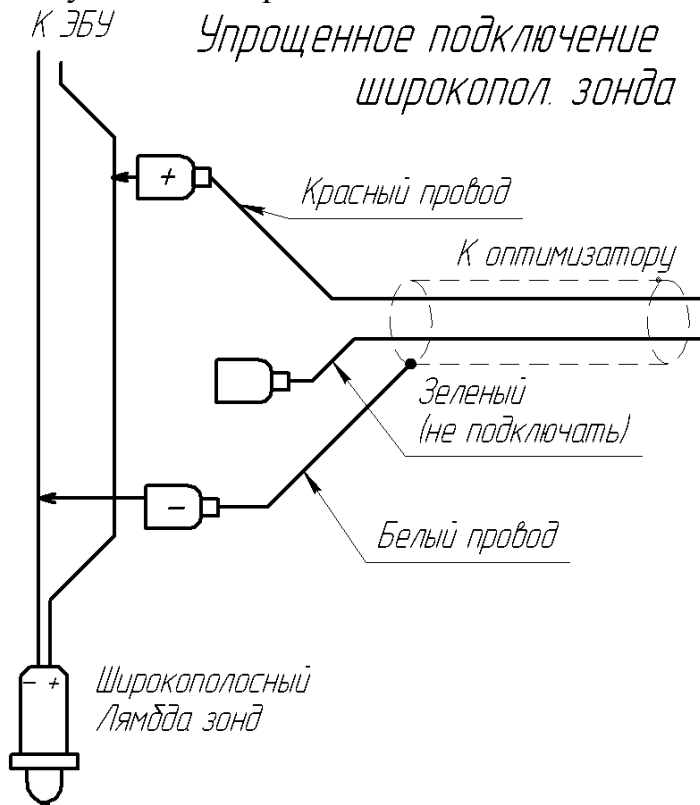 К ЭБУ
Упрощенное подключение
широкопол. зонда
+
Красный провод
К оптимизатору
Зеленый
(не подключать)
–
Белый провод
– +
Широкополосный
Лямбда зонд